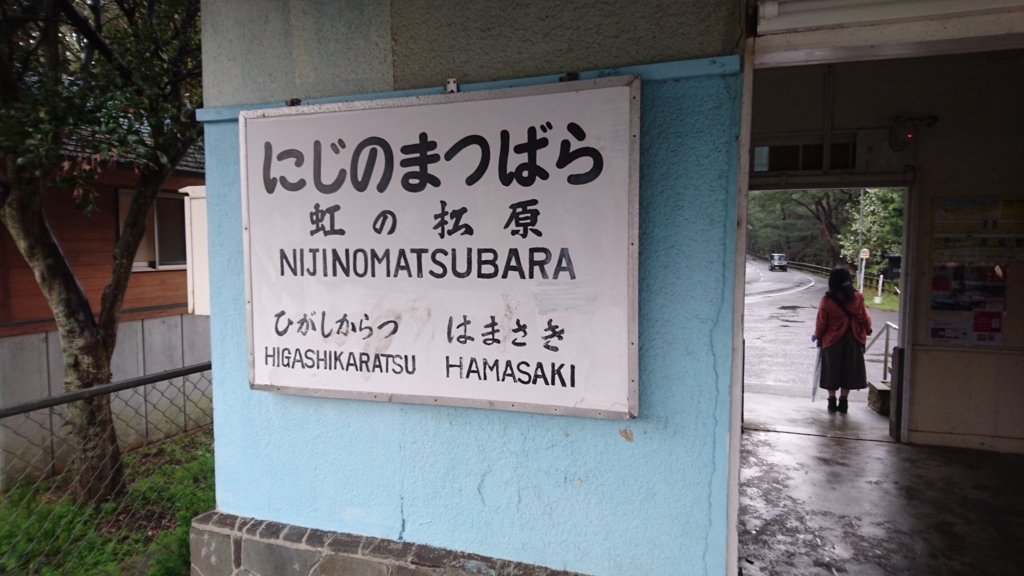 にじのまつばら
虹の松原
NIJINOMATSUBARA
ひがしからつ はまさき
HIGASHIKARATSU HAMASAKI